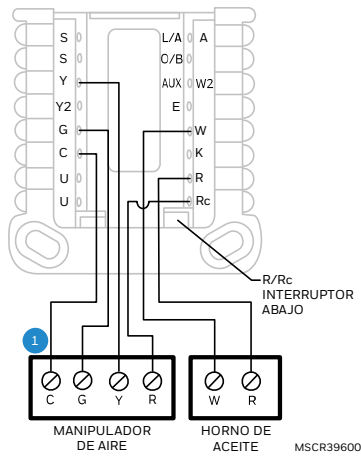 S L/A A
S O/B
Y AUX W2
Y2 E
G W
C K
U R
U Rc
R/Rc
INTERRUPTOR
ABAJO
1
C G Y R W R
MANIPULADOR
DE AIRE
HORNO DE
ACEITE
MSCR39600